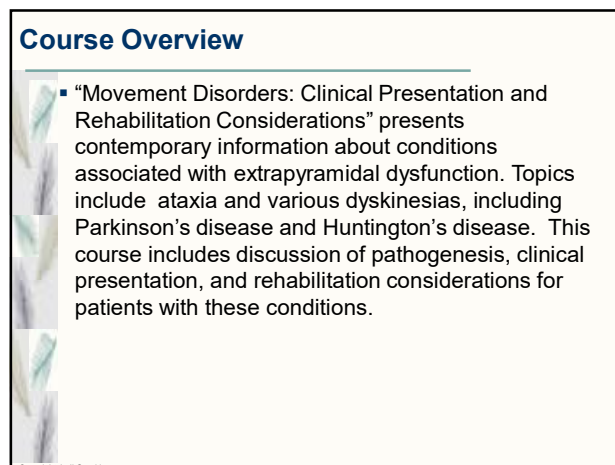 Course Overview
▪ “Movement Disorders: Clinical Presentation and
Rehabilitation Considerations” presents
contemporary information about conditions
associated with extrapyramidal dysfunction. Topics
include  ataxia and various dyskinesias, including
Parkinson’s disease and Huntington’s disease.  This
course includes discussion of pathogenesis, clinical
presentation, and rehabilitation considerations for
patients with these conditions.